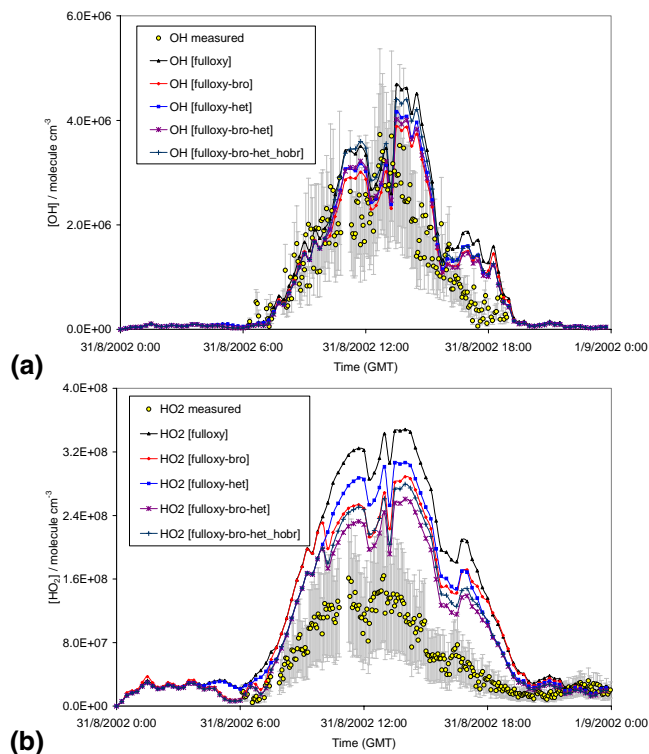 6.0E+06
OH measured
OH [fulloxy]
OH [fulloxy-bro]
OH [fulloxy-het]
OH [fulloxy-bro-het]
OH [fulloxy-bro-het_hobr]
4.0E+06
[OH] / molecule cm-3
2.0E+06
0.0E+00
31/8/2002 0:00 31/8/2002 6:00 31/8/2002 12:00 31/8/2002 18:00 1/9/2002 0:00
Time (GMT)
(a)
4.0E+08
HO2 measured
HO2 [fulloxy]
HO2 [fulloxy-bro]
HO2 [fulloxy-het]
HO2 [fulloxy-bro-het]
HO2 [fulloxy-bro-het_hobr]
3.2E+08
2.4E+08
[HO2] / molecule cm-3
1.6E+08
8.0E+07
0.0E+00
31/8/2002 00:00 31/8/2002 6:00 31/8/2002 12:00 31/8/2002 18:00 1/9/2002 0:00
Time (GMT)
(b)